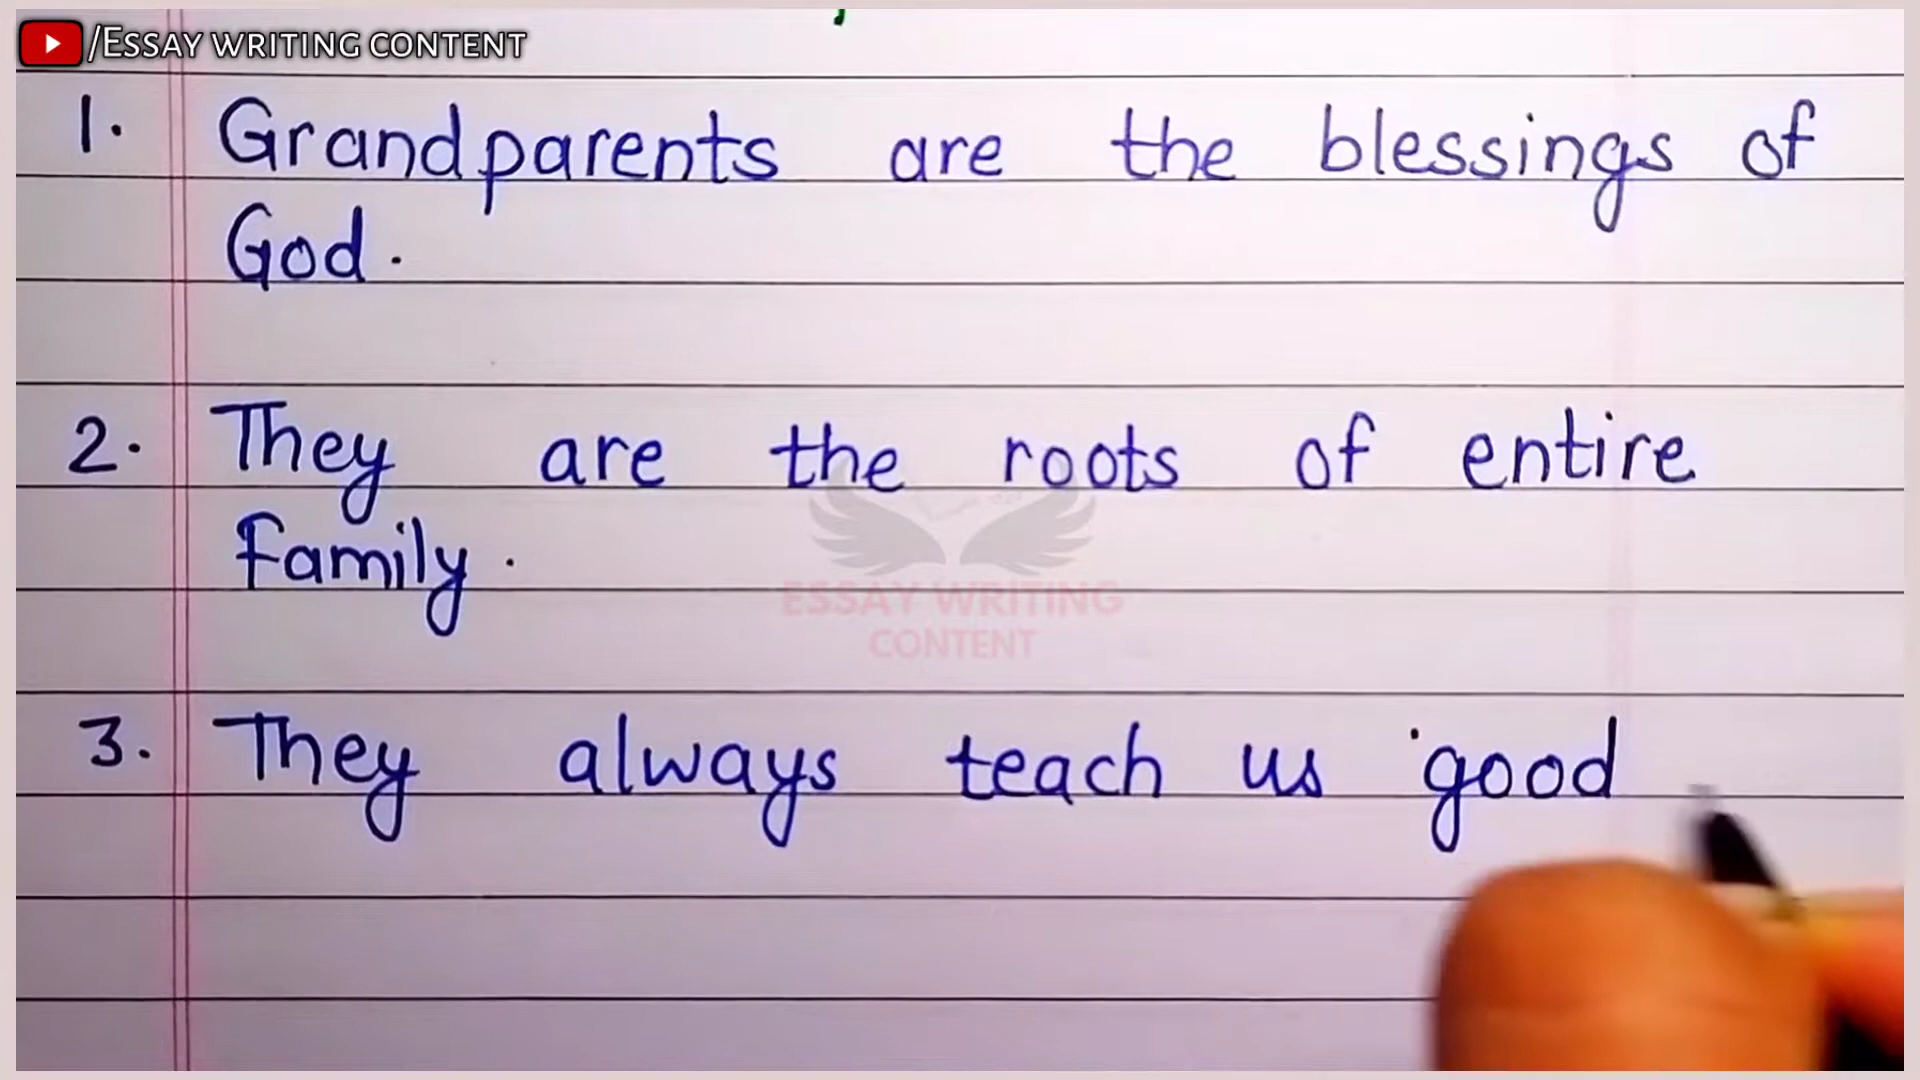 /ESSAY WRITING CONTENT
1. Grandparents are the blessings of
God.
2. They are the roots of entire
family.
ESSAY WRITING
CONTENT
3. They always teach us good